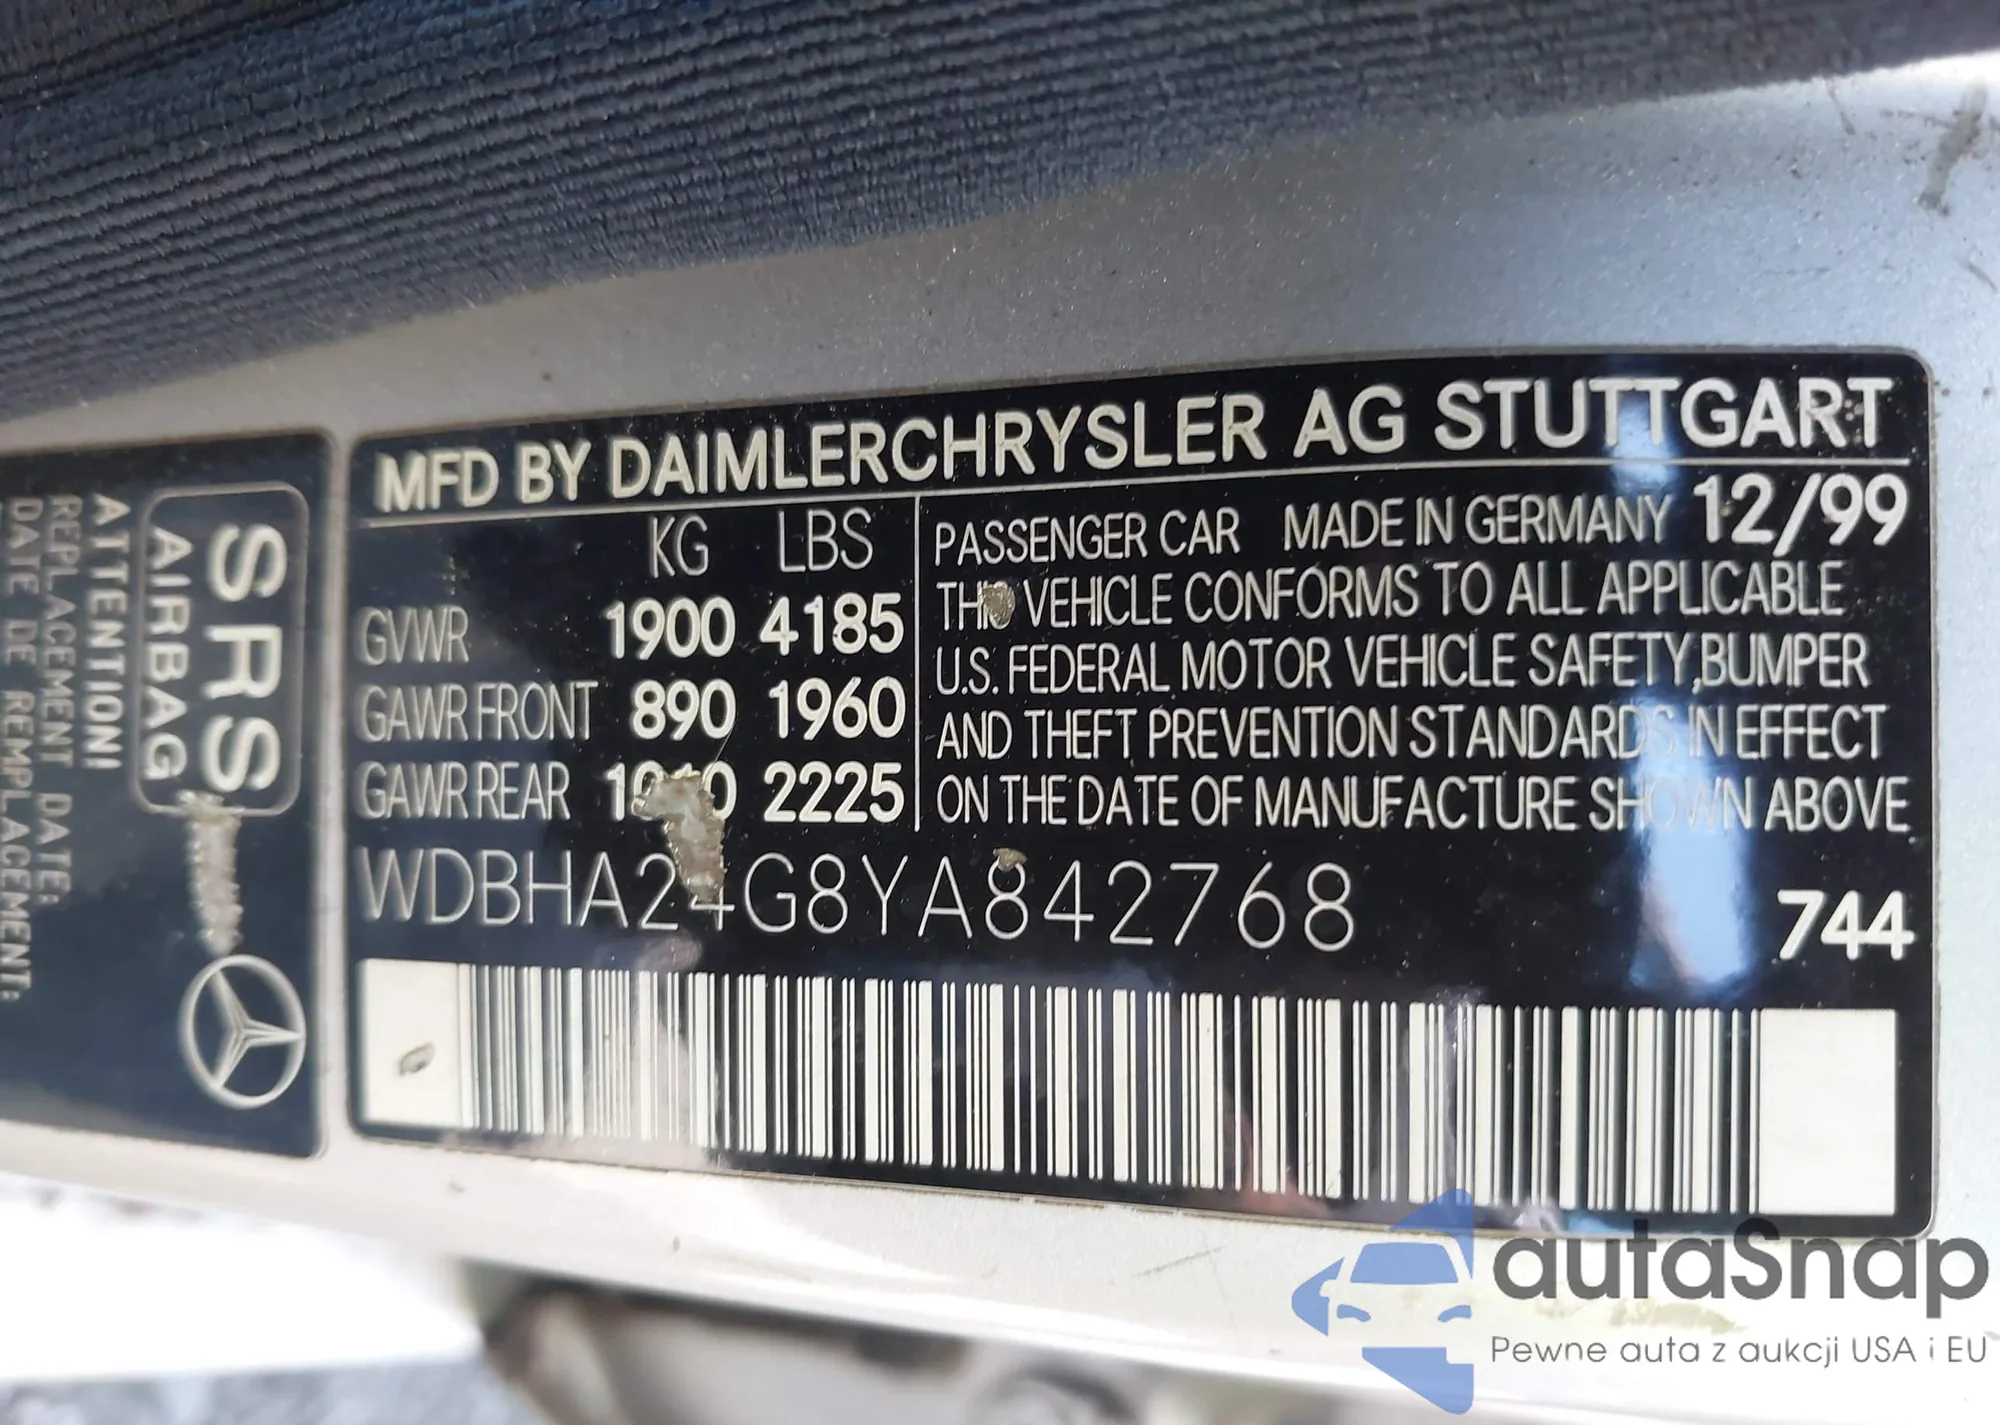 MFD BY DAIMLERCHRYSLER AG STUTTGART
KG LBS
GVWR 1900 4185
GAWR FRONT 890 1960
GAWR REAR 2225
PASSENGER CAR MADE IN GERMANY 12/99
THIS VEHICLE CONFORMS TO ALL APPLICABLE
U.S. FEDERAL MOTOR VEHICLE SAFETY, BUMPER
AND THEFT PREVENTION STANDARDS IN EFFECT
ON THE DATE OF MANUFACTURE SHOWN ABOVE
WDBHA24G8YA842768
744
SRS
AIRBAG
ATTENTION!
REPLACEMENT DATE:
DATE DE REMPLACEMENT:
autaSnap
Pewne auta z aukcji USA i EU